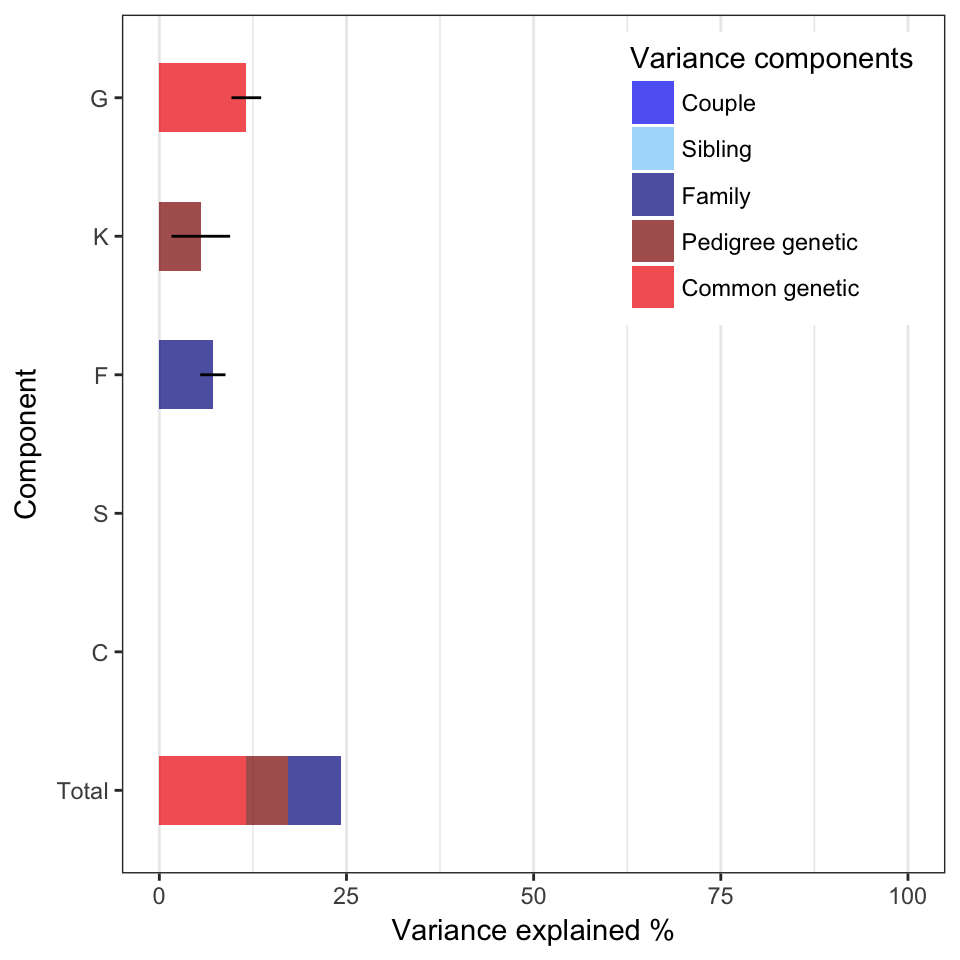 Variance components
Couple
Sibling
Family
Pedigree genetic
Common genetic
G
K
F
S
C
Total
Component
0 25 50 75 100
Variance explained %